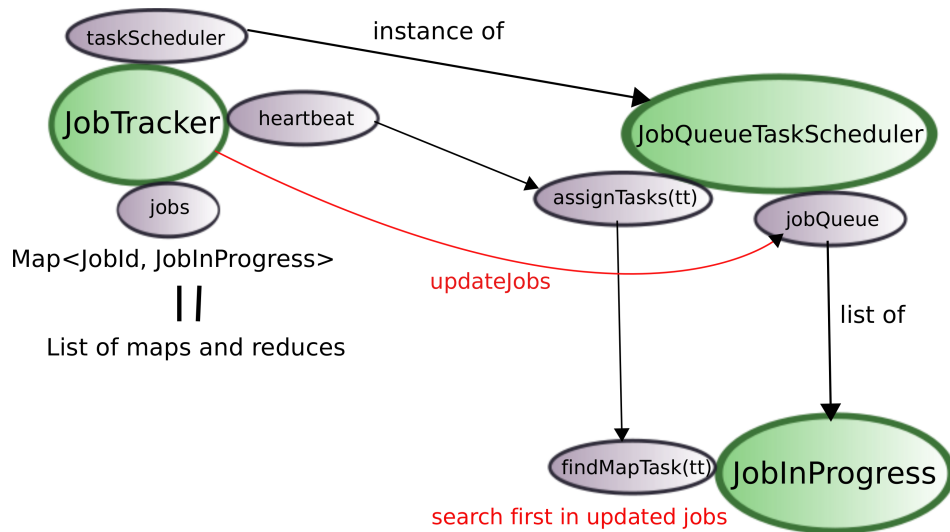 taskScheduler
instance of
JobTracker
heartbeat
JobQueueTaskScheduler
assignTasks(tt)
jobs
jobQueue
Map<JobId, JobInProgress>
updateJobs
list of
List of maps and reduces
findMapTask(tt)
JobInProgress
search first in updated jobs